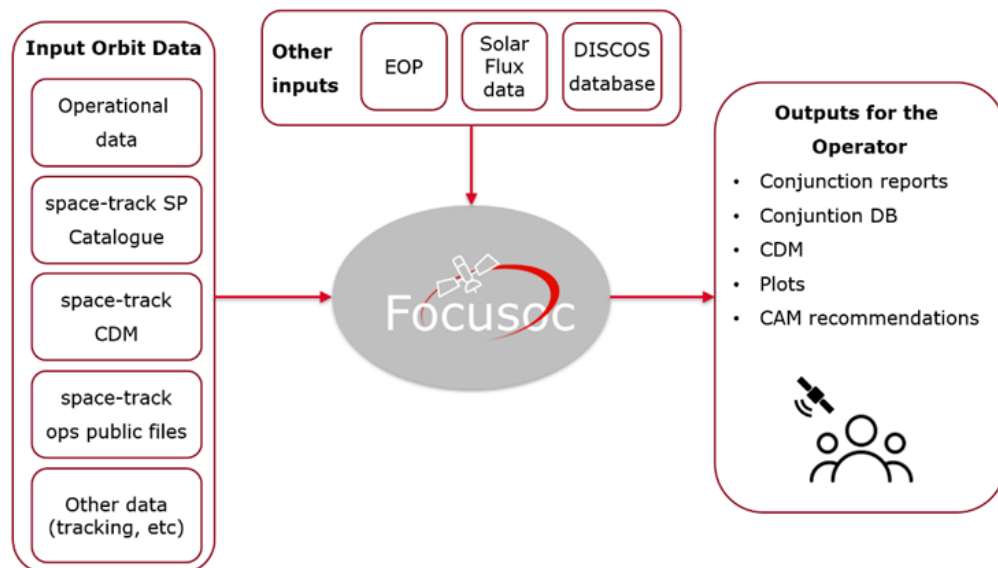 Input Orbit Data
Operational
data
space-track SP
Catalogue
space-track
CDM
space-track
ops public files
Other data
(tracking, etc)
Other
inputs
EOP
Solar
Flux
data
DISCOS
database
Focusoc
Outputs for the
Operator
• Conjunction reports
• Conjuntion DB
• CDM
• Plots
• CAM recommendations